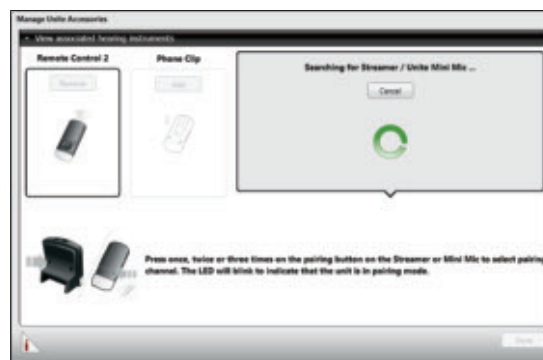 Manage Unite Accessories
View associated hearing instruments
Remote Control 2
Phone Clip
Searching for Streamer / Unite Mini Mic ...
Remove
Add
Cancel
Press once, twice or three times on the pairing button on the Streamer or Mini Mic to select pairing
channel. The LED will blink to indicate that the unit is in pairing mode.